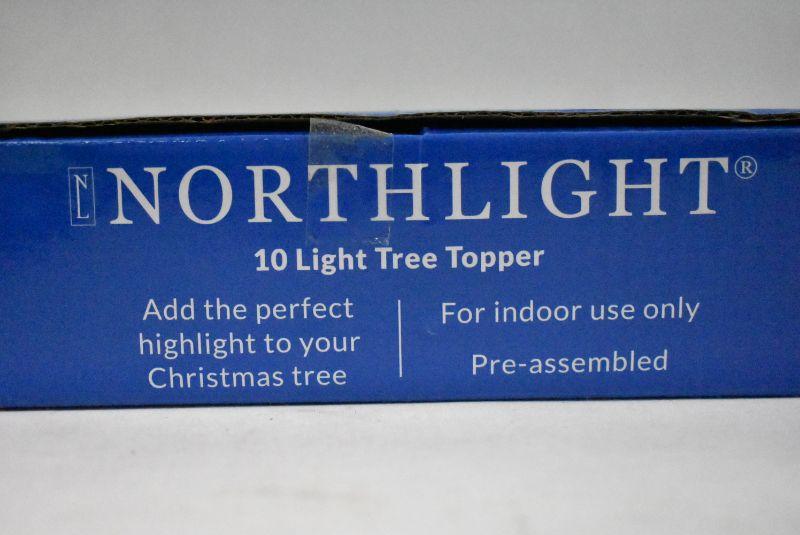 NL NORTHLIGHT®
10 Light Tree Topper
Add the perfect
highlight to your
Christmas tree
For indoor use only
Pre-assembled